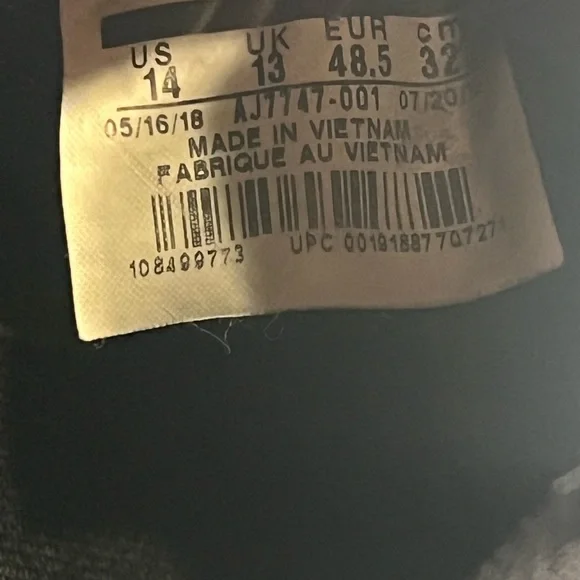 US UK EUR cm
14 13 48.5 32
05/16/18 AJ7747-001
MADE IN VIETNAM
FABRIQUE AU VIETNAM
108499773 UPC